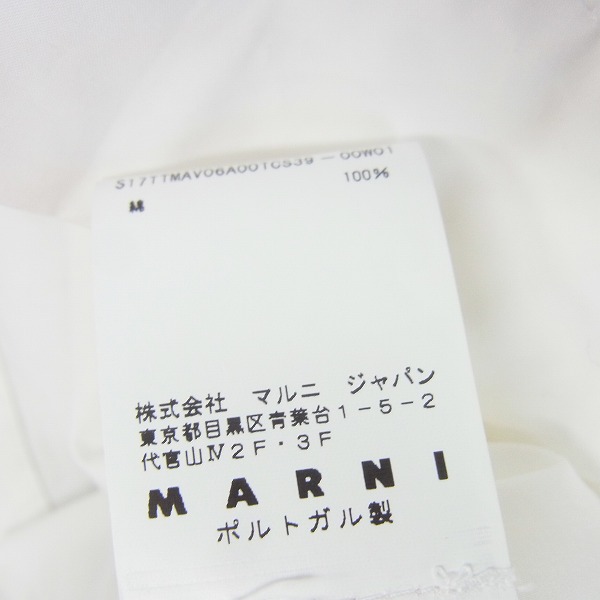 S17TTMAV06A00TCS39-00W01
綿 100%
株式会社 マルニ ジャパン
東京都目黒区青葉台1-5-2
代官山Ⅳ2F・3F
MARNI
ポルトガル製